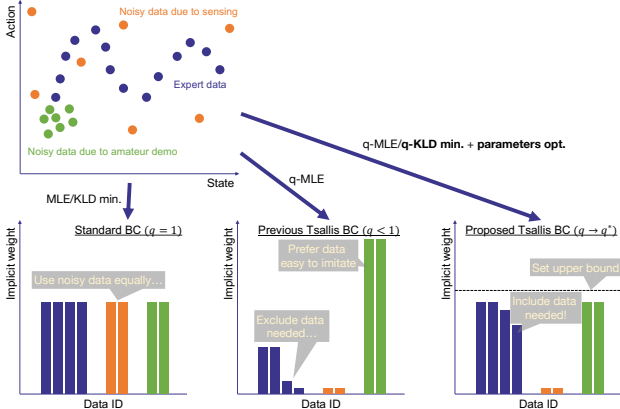 Action
Noisy data due to sensing
Expert data
Noisy data due to amateur demo
State
q-MLE/q-KLD min. + parameters opt.
q-MLE
MLE/KLD min.
Standard BC (q = 1)
Implicit weight
Use noisy data equally…
Data ID
Previous Tsallis BC (q < 1)
Implicit weight
Prefer data
easy to imitate
Exclude data
needed…
Data ID
Proposed Tsallis BC (q → q*)
Implicit weight
Set upper bound
Include data
needed!
Data ID